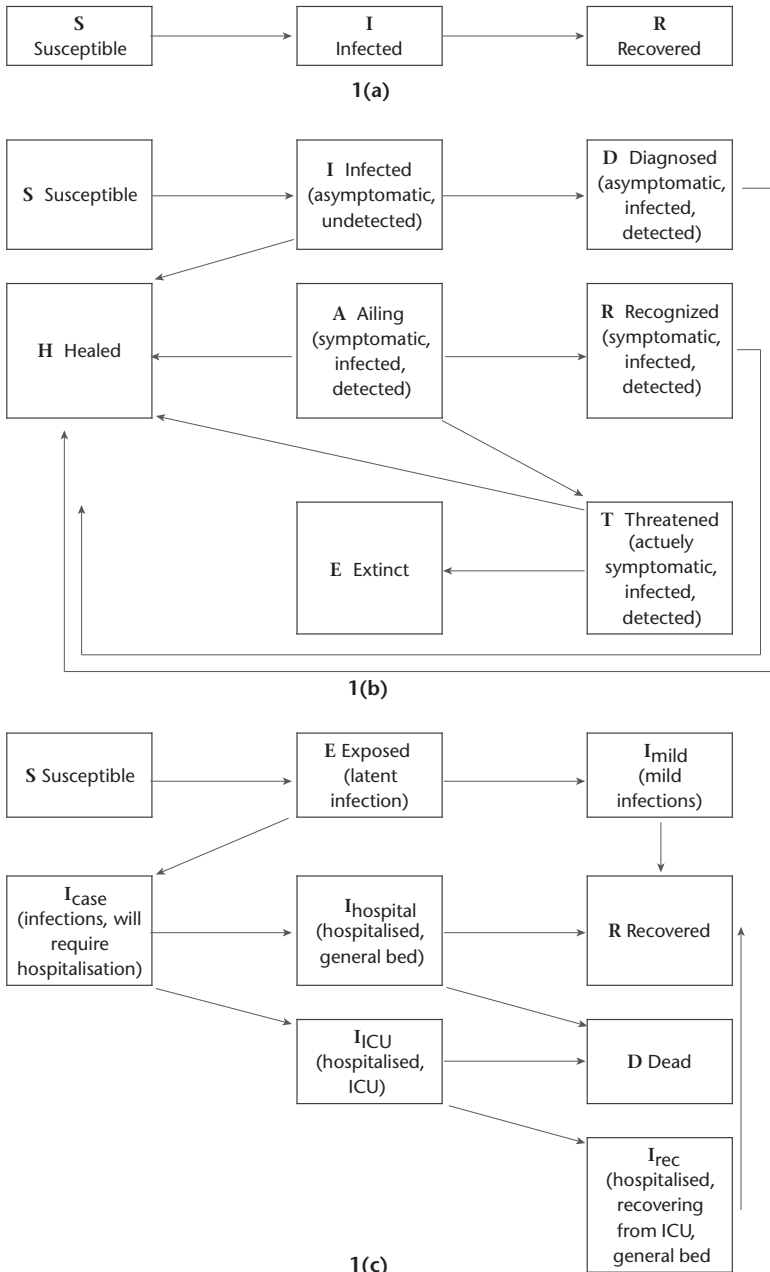 S
Susceptible
I
Infected
R
Recovered
1(a)
S Susceptible
I Infected
(asymptomatic,
undetected)
D Diagnosed
(asymptomatic,
infected,
detected)
H Healed
A Ailing
(symptomatic,
infected,
detected)
R Recognized
(symptomatic,
infected,
detected)
E Extinct
T Threatened
(actuely
symptomatic,
infected,
detected)
1(b)
S Susceptible
E Exposed
(latent
infection)
Imild
(mild
infections)
Icase
(infections, will
require
hospitalisation)
Ihospital
(hospitalised,
general bed)
R Recovered
IICU
(hospitalised,
ICU)
D Dead
Irec
(hospitalised,
recovering
from ICU,
general bed
1(c)